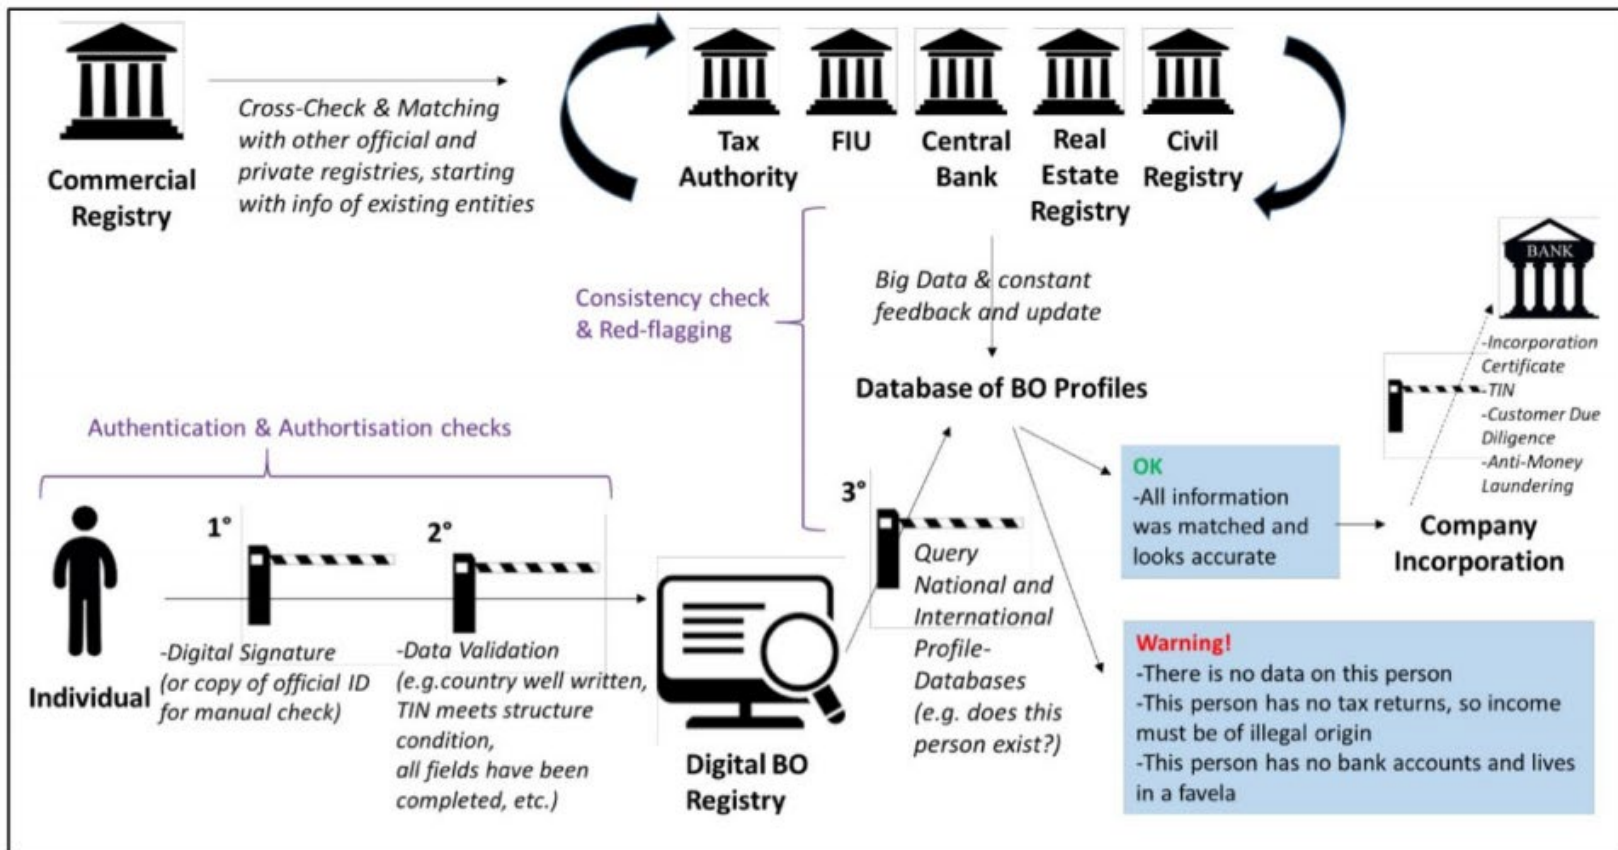 Commercial
Registry
Cross-Check & Matching
with other official and
private registries, starting
with info of existing entities
Tax
Authority
FIU
Central
Bank
Real
Estate
Registry
Civil
Registry
Consistency check
& Red-flagging
Big Data & constant
feedback and update
Database of BO Profiles
BANK
-Incorporation
Certificate
-TIN
-Customer Due
Diligence
-Anti-Money
Laundering
Authentication & Authortisation checks
Individual
1°
-Digital Signature
(or copy of official ID
for manual check)
2°
-Data Validation
(e.g.country well written,
TIN meets structure
condition,
all fields have been
completed, etc.)
Digital BO
Registry
3°
Query
National and
International
Profile-
Databases
(e.g. does this
person exist?)
OK
-All information
was matched and
looks accurate
Company
Incorporation
Warning!
-There is no data on this person
-This person has no tax returns, so income
must be of illegal origin
-This person has no bank accounts and lives
in a favela